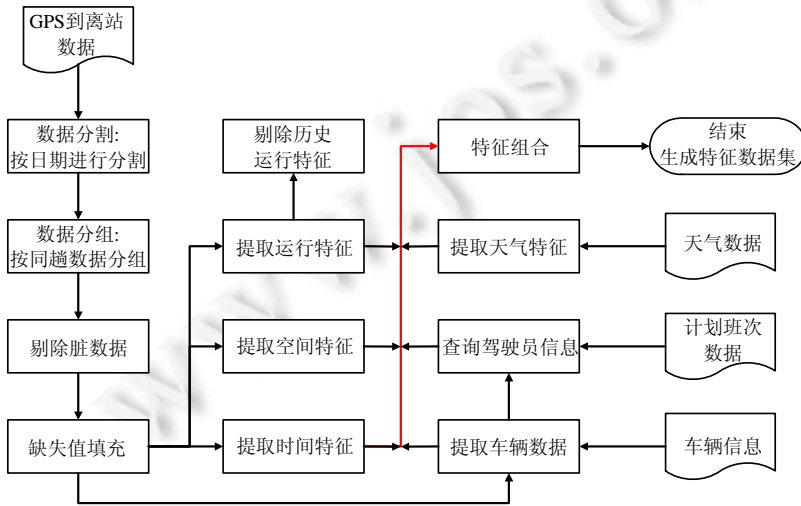 GPS到离站
数据
数据分割:
按日期进行分割
剔除历史
运行特征
特征组合
结束
生成特征数据集
数据分组:
按同趟数据分组
提取运行特征
提取天气特征
天气数据
剔除脏数据
提取空间特征
查询驾驶员信息
计划班次
数据
缺失值填充
提取时间特征
提取车辆数据
车辆信息